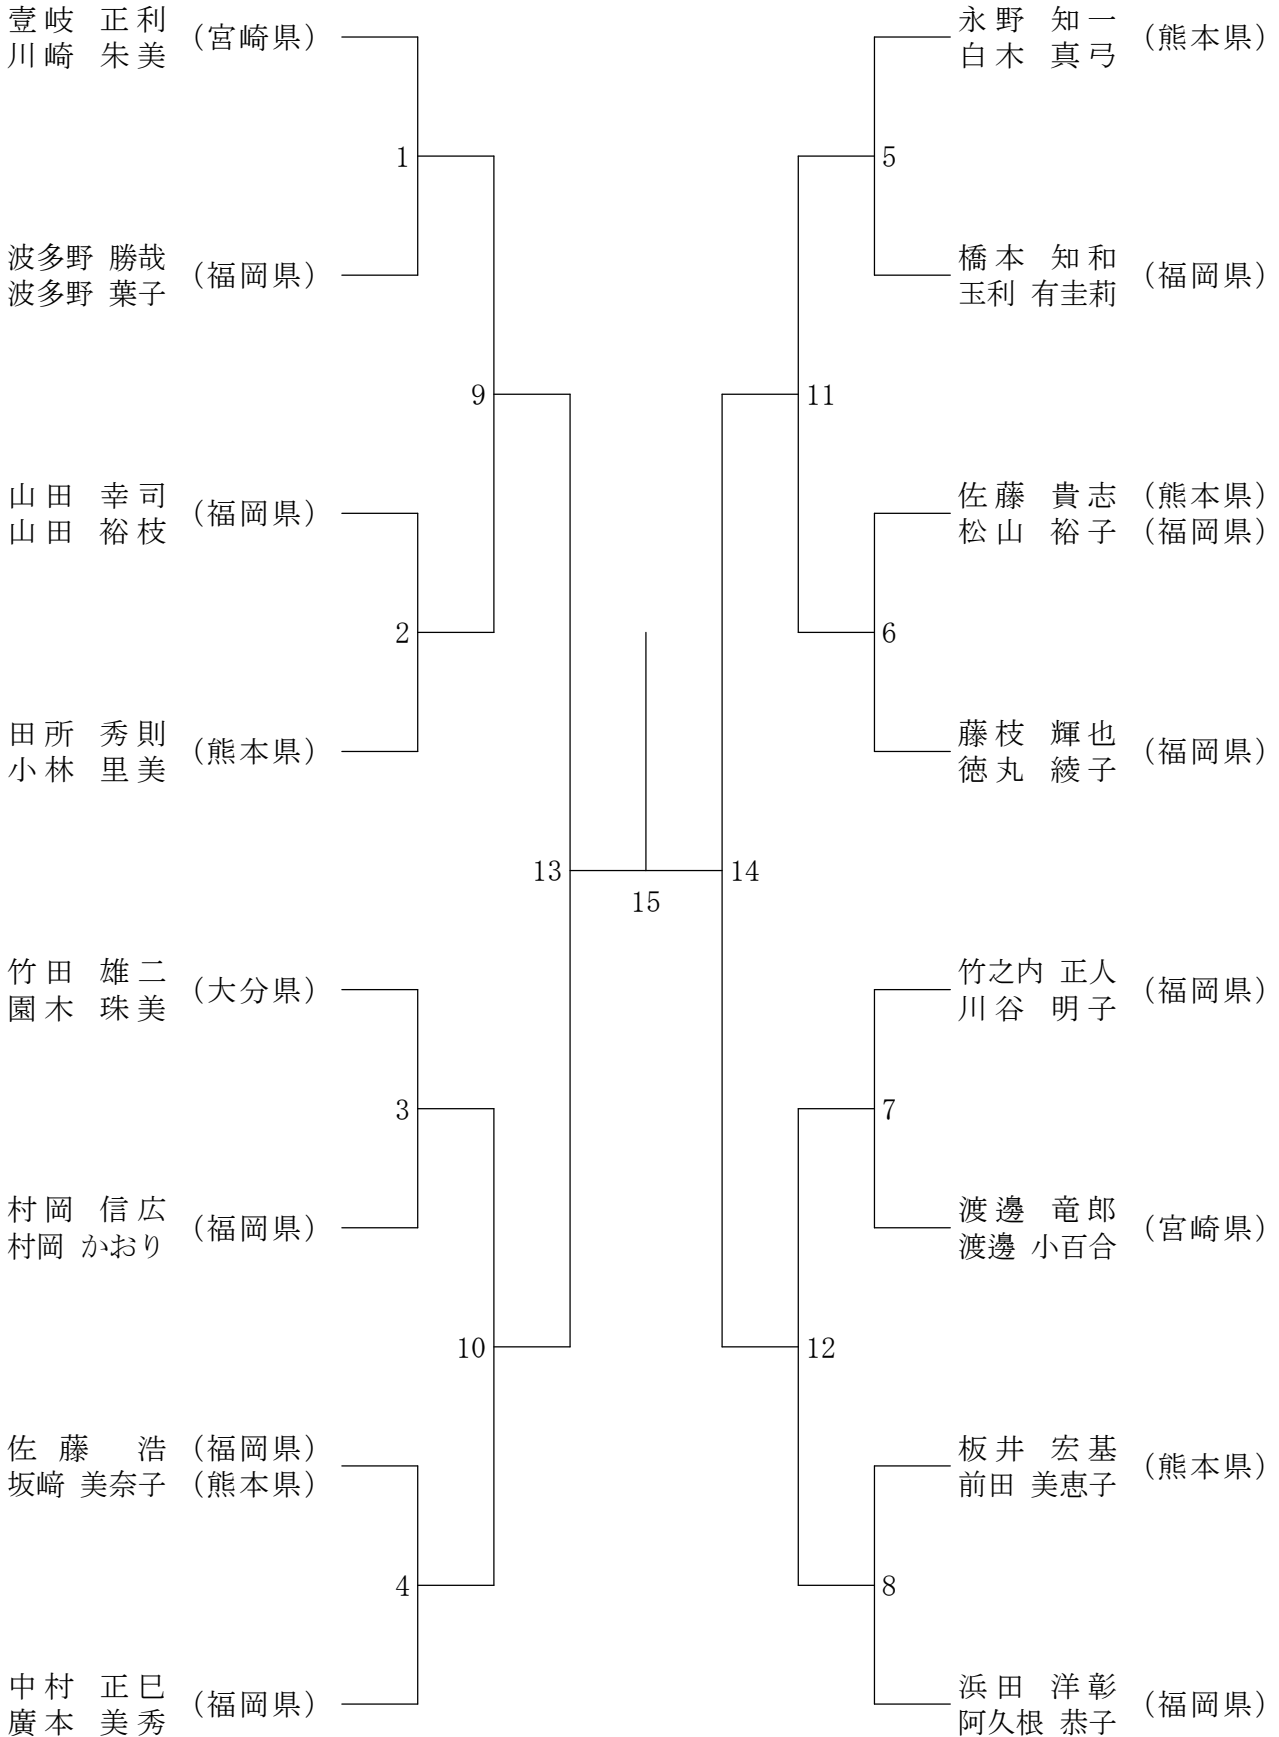 壹岐 正利 (宮崎県)
川崎 朱美
1
波多野 勝哉 (福岡県)
波多野 葉子
9
山田 幸司 (福岡県)
山田 裕枝
2
田所 秀則 (熊本県)
小林 里美
13
竹田 雄二 (大分県)
園木 珠美
3
村岡 信広 (福岡県)
村岡 かおり
10
佐藤 浩 (福岡県)
坂﨑 美奈子 (熊本県)
4
中村 正巳 (福岡県)
廣本 美秀
15
永野 知一 (熊本県)
白木 真弓
5
橋本 知和 (福岡県)
玉利 有圭莉
11
佐藤 貴志 (熊本県)
松山 裕子 (福岡県)
6
藤枝 輝也 (福岡県)
徳丸 綾子
14
竹之内 正人 (福岡県)
川谷 明子
7
渡邊 竜郎 (宮崎県)
渡邊 小百合
12
板井 宏基 (熊本県)
前田 美恵子
8
浜田 洋彰 (福岡県)
阿久根 恭子